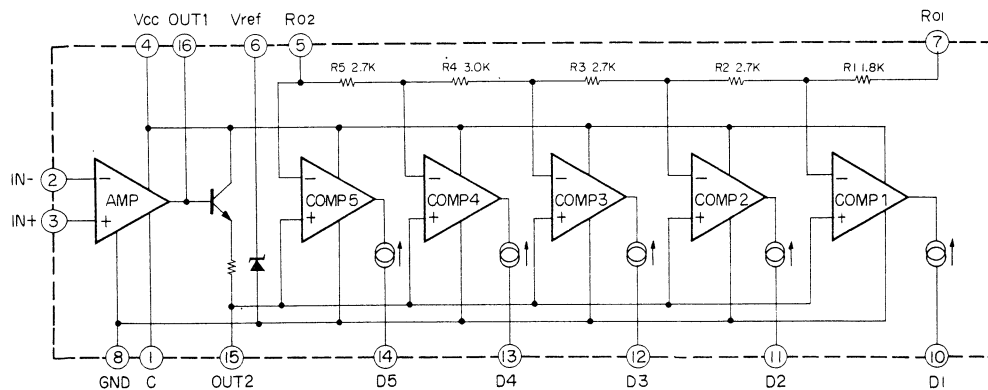 Vcc OUT1 Vref RO2 RO1
4 16 6 5 7
R5 2.7K R4 3.0K R3 2.7K R2 2.7K R1 1.8K
IN- 2 − − − − − −
AMP COMP5 COMP4 COMP3 COMP2 COMP1
IN+ 3 + + + + + +
8 1 15 14 13 12 11 10
GND C OUT2 D5 D4 D3 D2 D1